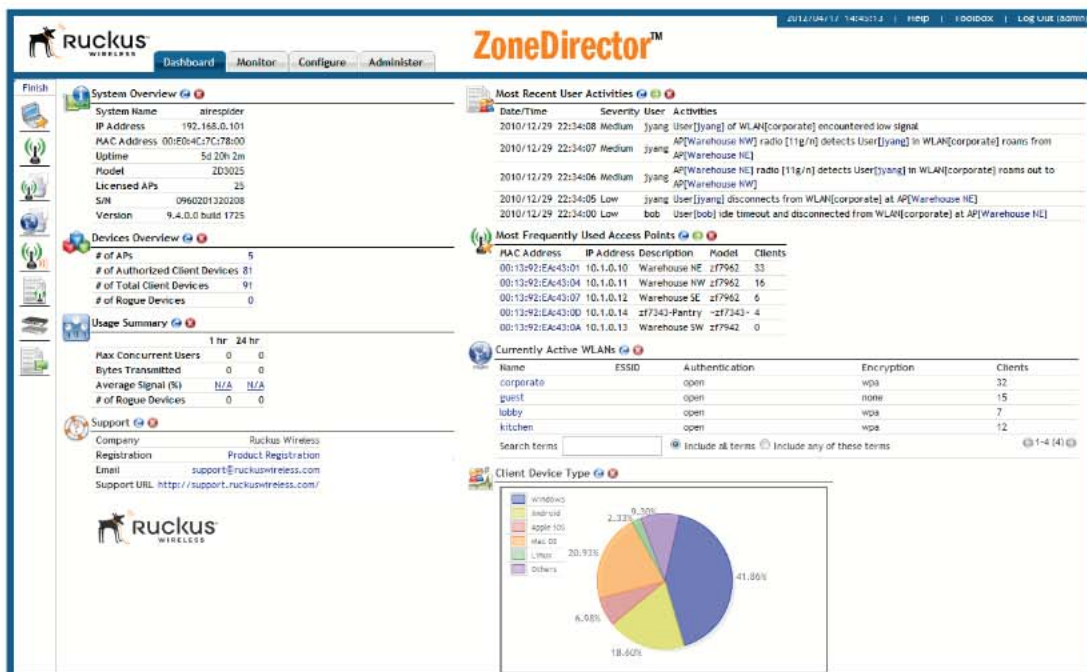 2012/04/17 14:45:13 | Help | Toolbox | Log Out (admin
RUCKUS WIRELESS
ZoneDirector™
Dashboard Monitor Configure Administer
Finish
System Overview
System Name airespider
IP Address 192.168.0.101
MAC Address 00:E0:4C:7C:78:00
Uptime 5d 20h 2m
Model ZD3025
Licensed APs 25
S/N 0960201320208
Version 9.4.0.0 build 1725
Devices Overview
# of APs 5
# of Authorized Client Devices 81
# of Total Client Devices 91
# of Rogue Devices 0
Usage Summary
1 hr 24 hr
Max Concurrent Users 0 0
Bytes Transmitted 0 0
Average Signal (%) N/A N/A
# of Rogue Devices 0 0
Support
Company Ruckus Wireless
Registration Product Registration
Email support@ruckuswireless.com
Support URL http://support.ruckuswireless.com/
RUCKUS WIRELESS
Most Recent User Activities
Date/Time Severity User Activities
2010/12/29 22:34:08 Medium jyang User[jyang] of WLAN[corporate] encountered low signal
2010/12/29 22:34:07 Medium jyang AP[Warehouse NW] radio [11g/n] detects User[jyang] in WLAN[corporate] roams from
AP[Warehouse NE]
2010/12/29 22:34:06 Medium jyang AP[Warehouse NE] radio [11g/n] detects User[jyang] in WLAN[corporate] roams out to
AP[Warehouse NW]
2010/12/29 22:34:05 Low jyang User[jyang] disconnects from WLAN[corporate] at AP[Warehouse NE]
2010/12/29 22:34:00 Low bob User[bob] idle timeout and disconnected from WLAN[corporate] at AP[Warehouse NE]
Most Frequently Used Access Points
MAC Address IP Address Description Model Clients
00:13:92:EA:43:01 10.1.0.10 Warehouse NE zf7962 33
00:13:92:EA:43:04 10.1.0.11 Warehouse NW zf7962 16
00:13:92:EA:43:07 10.1.0.12 Warehouse SE zf7962 6
00:13:92:EA:43:0D 10.1.0.14 zf7343-Pantry ~zf7343~ 4
00:13:92:EA:43:0A 10.1.0.13 Warehouse SW zf7942 0
Currently Active WLANs
Name ESSID Authentication Encryption Clients
corporate open wpa 32
guest open none 15
lobby open wpa 7
kitchen open wpa 12
Search terms Include all terms Include any of these terms 1-4 (4)
Client Device Type
Windows
Android
Apple iOS
Mac OS
Linux
Others
9.30%
2.33%
20.93%
41.86%
6.98%
18.60%